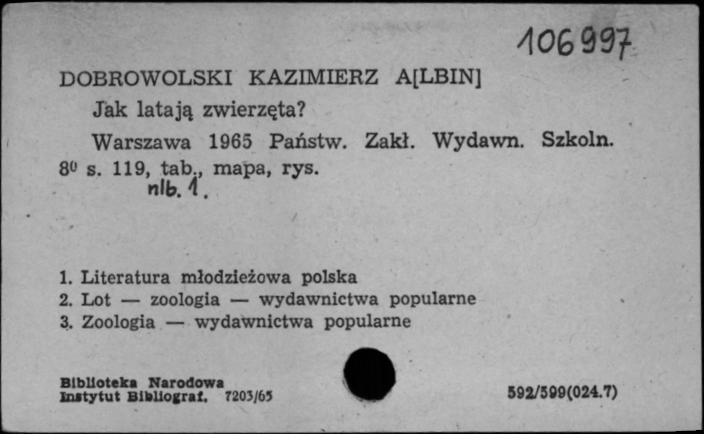 106997
DOBROWOLSKI KAZIMIERZ A[LBIN]
Jak latają zwierzęta?
Warszawa 1965 Państw. Zakł. Wydawn. Szkoln.
8⁰ s. 119, tab., mapa, rys.
nlb. 1.
1. Literatura młodzieżowa polska
2. Lot — zoologia — wydawnictwa popularne
3. Zoologia — wydawnictwa popularne
Biblioteka Narodowa
Instytut Bibliograf. 7203/65
592/599(024.7)